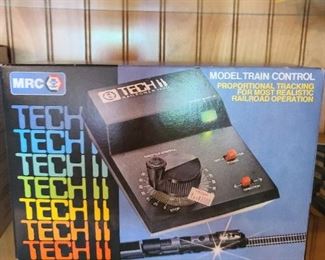 MRC
MODEL TRAIN CONTROL
PROPORTIONAL TRACKING
FOR MOST REALISTIC
RAILROAD OPERATION
TECH II
TECH
TECH II
TECH II
TECH II
TECH II
TECH II
TECH II